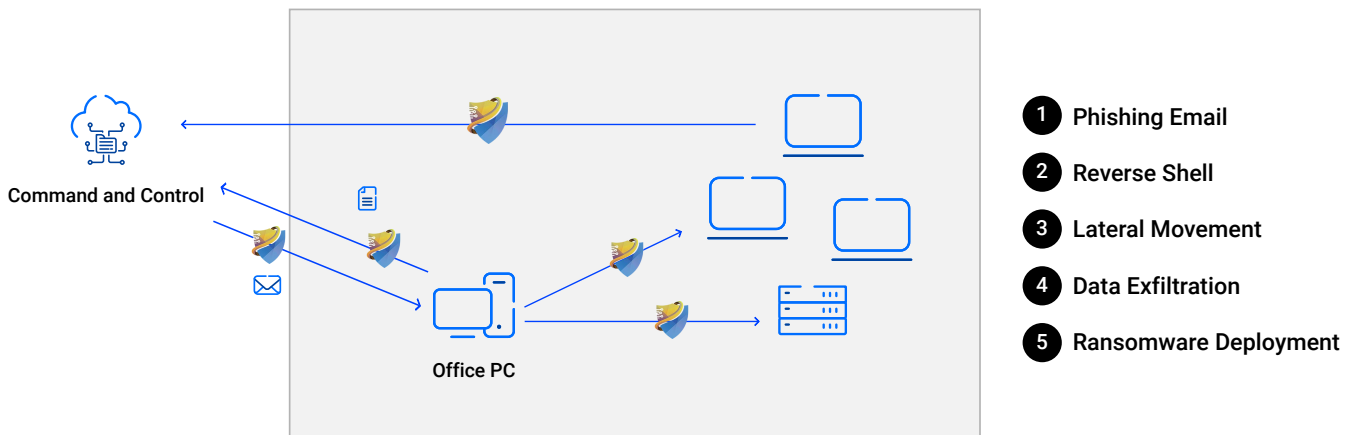 Command and Control
Office PC
1 Phishing Email
2 Reverse Shell
3 Lateral Movement
4 Data Exfiltration
5 Ransomware Deployment